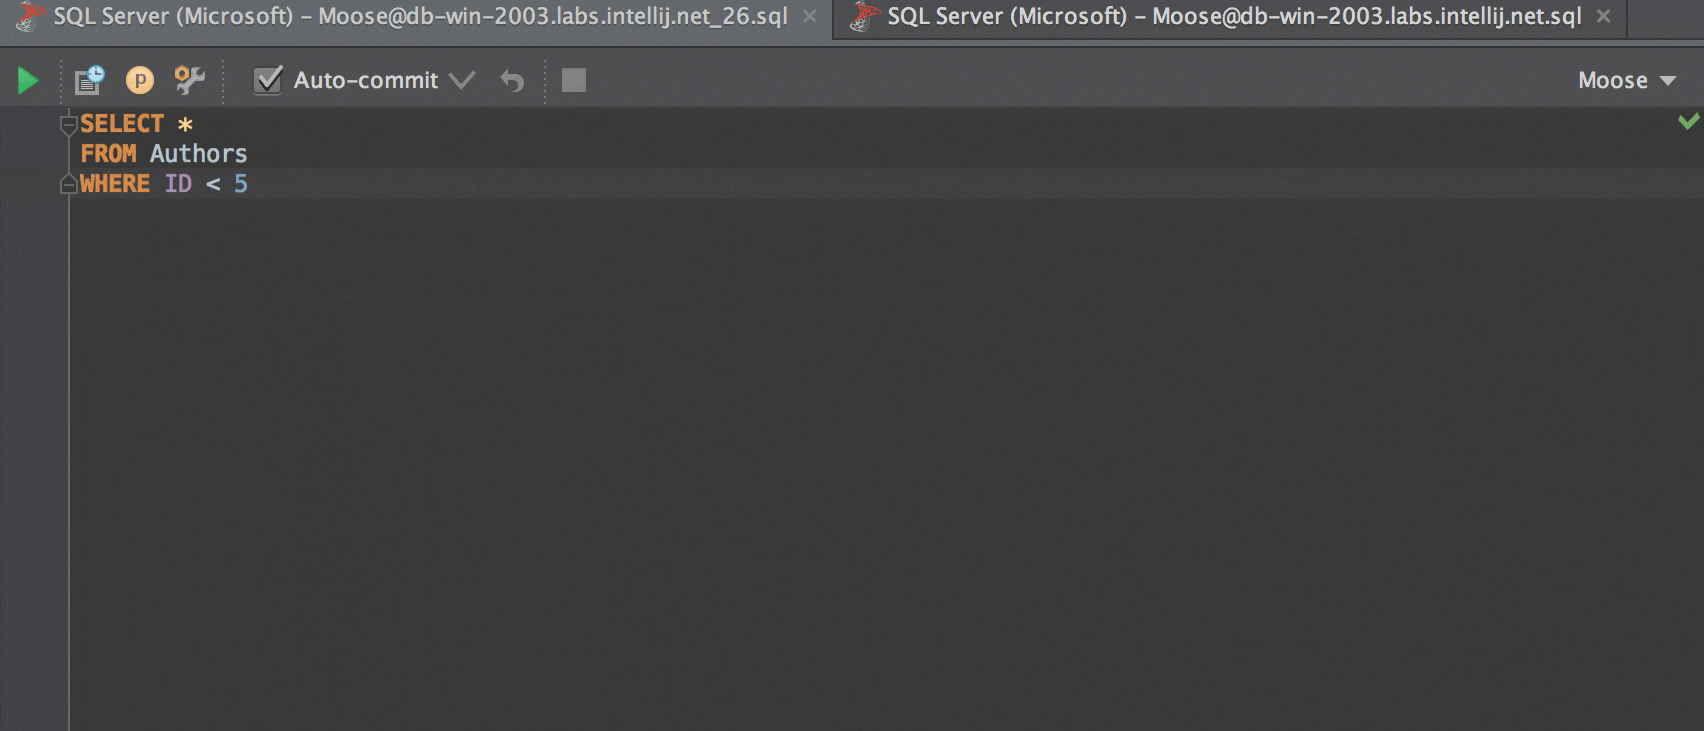 SQL Server (Microsoft) – Moose@db-win-2003.labs.intellij.net_26.sql
SQL Server (Microsoft) – Moose@db-win-2003.labs.intellij.net.sql
p
Auto-commit
Moose
SELECT *
FROM Authors
WHERE ID < 5